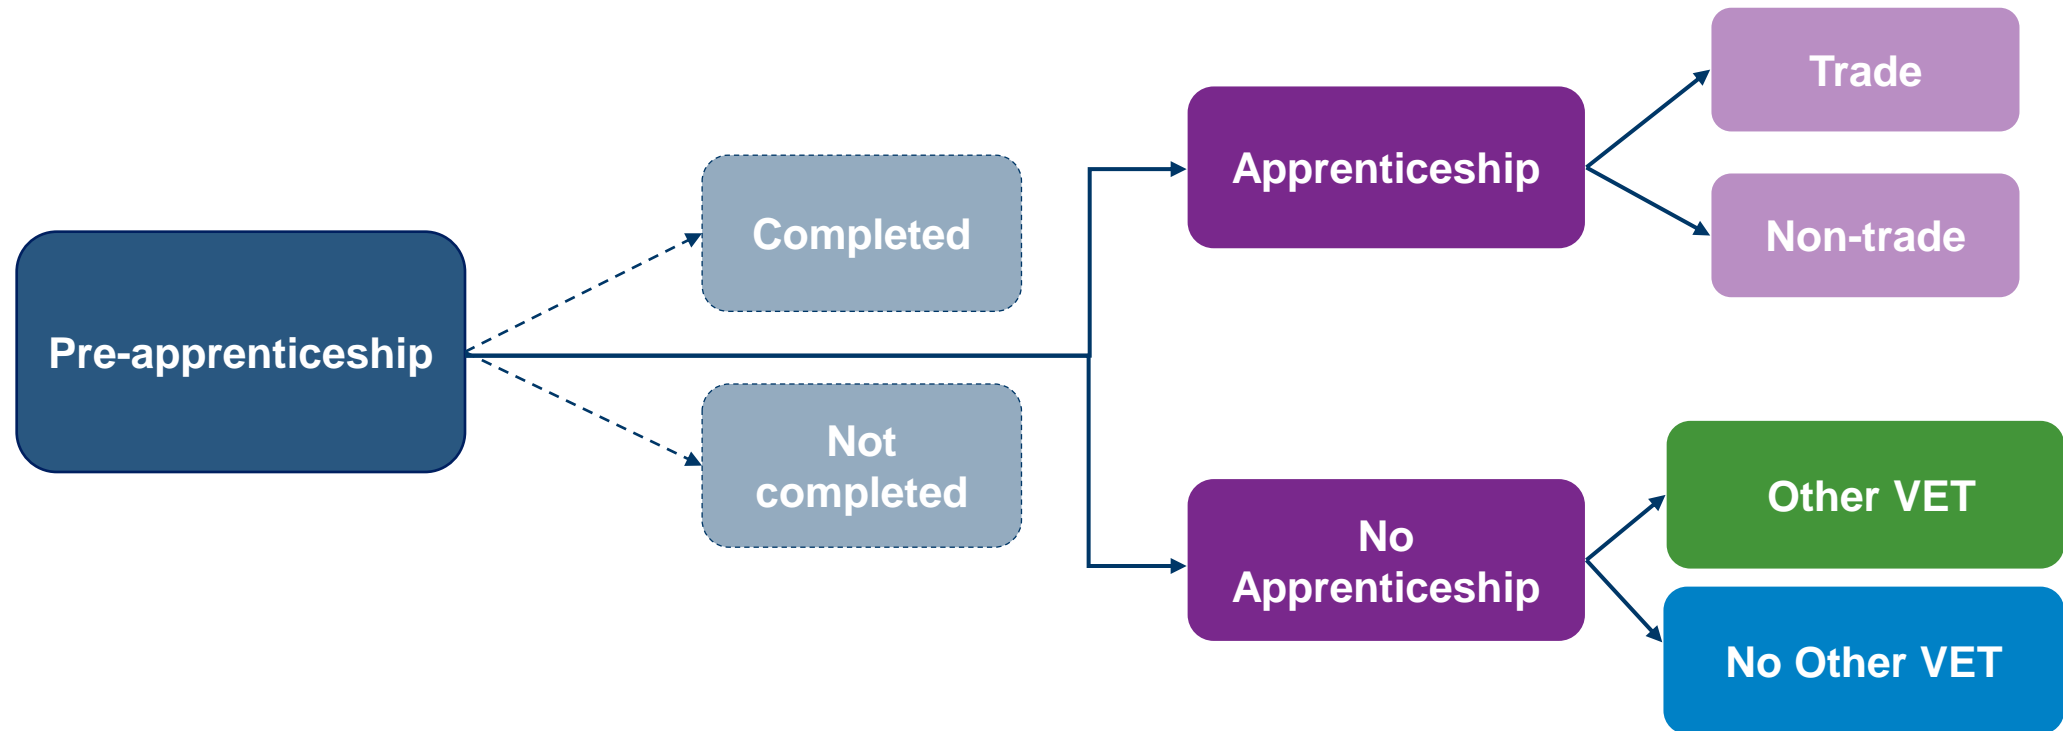 Pre-apprenticeship
Completed
Not
completed
Apprenticeship
No
Apprenticeship
Trade
Non-trade
Other VET
No Other VET